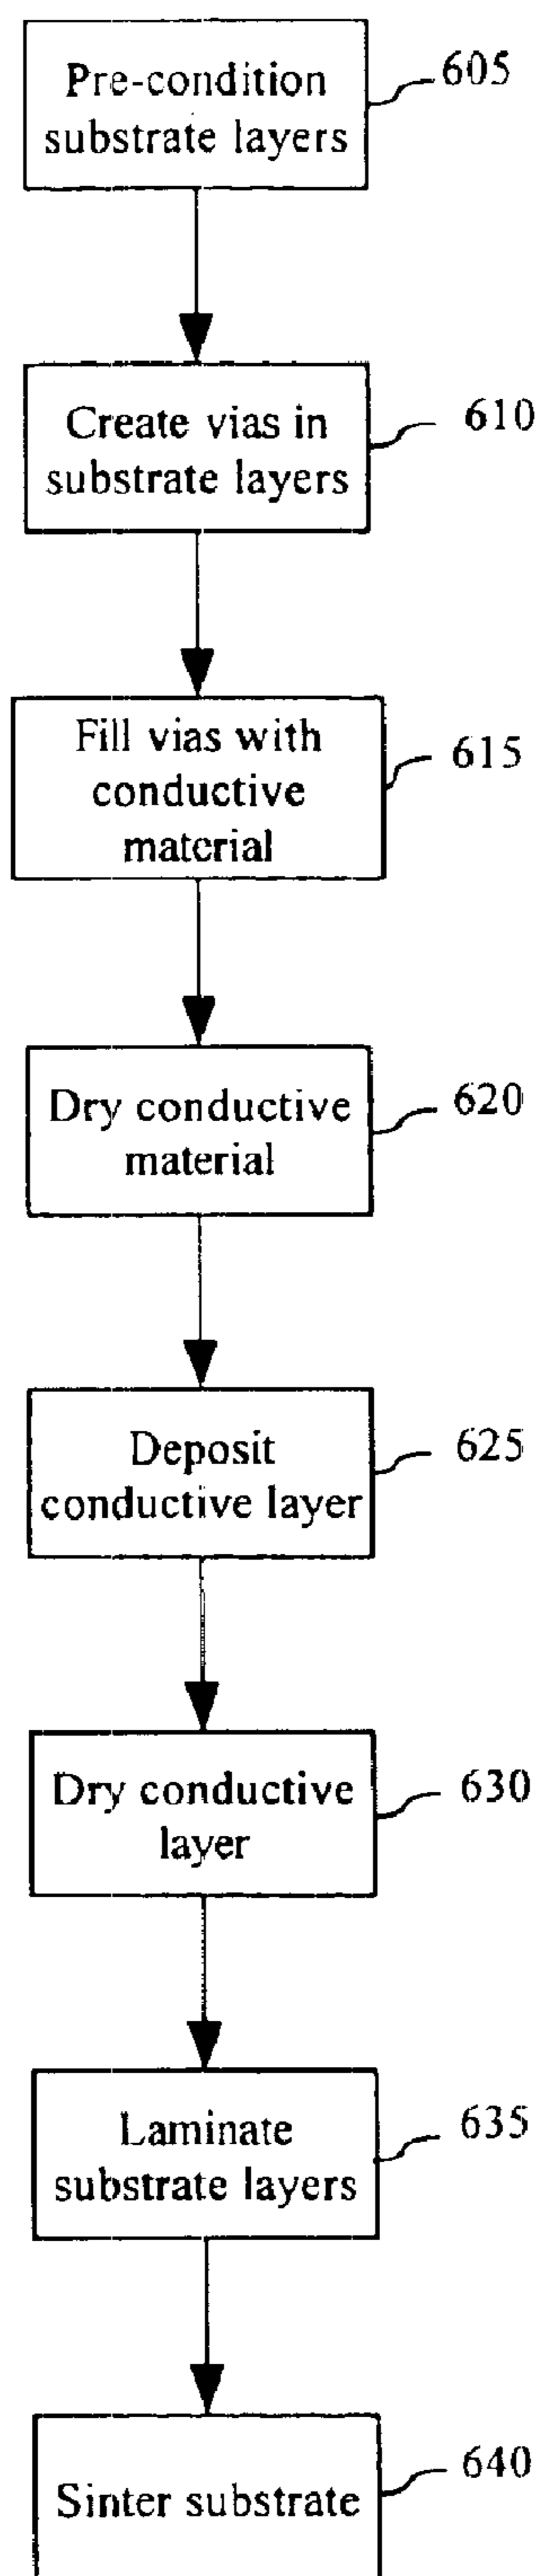 Pre-condition
substrate layers
605
Create vias in
substrate layers
610
Fill vias with
conductive
material
615
Dry conductive
material
620
Deposit
conductive layer
625
Dry conductive
layer
630
Laminate
substrate layers
635
Sinter substrate
640